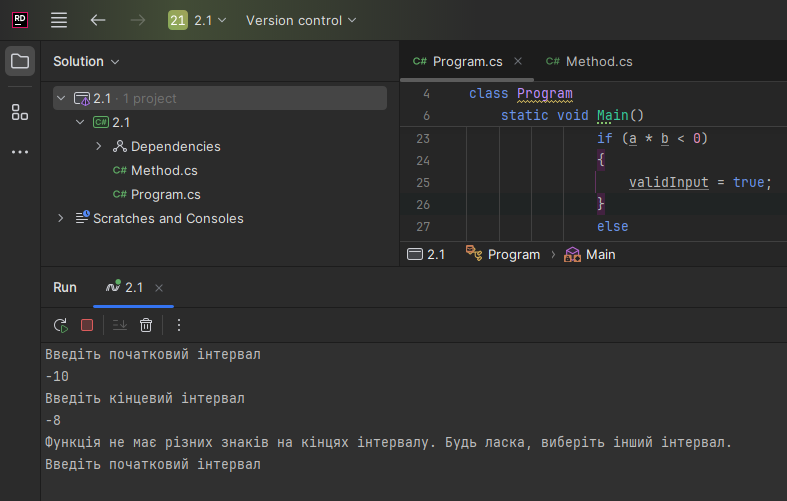 RD 21 2.1 Version control
Solution
2.1 · 1 project
2.1
Dependencies
C# Method.cs
C# Program.cs
Scratches and Consoles
C# Program.cs × C# Method.cs
4 class Program
6 static void Main()
23 if (a * b < 0)
24 {
25 validInput = true;
26 }
27 else
2.1 Program › Main
Run 2.1 ×
Введіть початковий інтервал
-10
Введіть кінцевий інтервал
-8
Функція не має різних знаків на кінцях інтервалу. Будь ласка, виберіть інший інтервал.
Введіть початковий інтервал